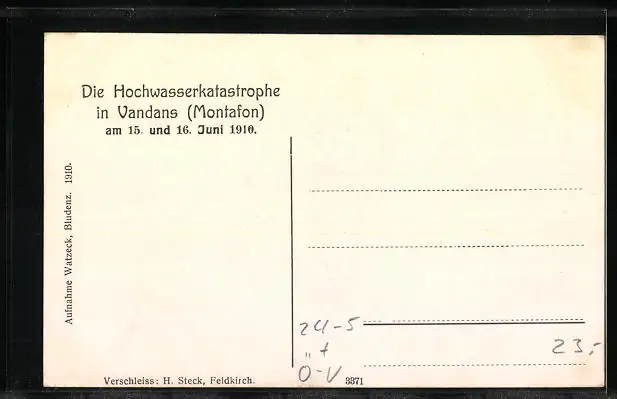 Die Hochwasserkatastrophe
in Vandans (Montafon)
am 15. und 16. Juni 1910.
Aufnahme Watzeck, Bludenz. 1910.
24-5
" +
O-V
23,-
Verschleiss: H. Steck, Feldkirch.
3371